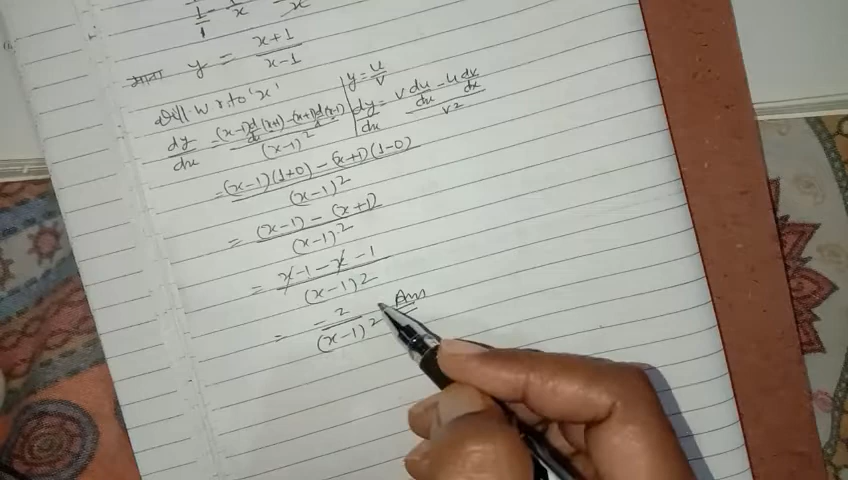 माना y = x+1 / x-1
Diff w r to 'x'
y = u/v
dy/dx = (v du/dx - u dv/dx) / v2
dy/dx = ((x-1) d/dx (x+1) - (x+1) d (x-1)) / (x-1)2
= ((x-1)(1+0) - (x+1)(1-0)) / (x-1)2
= ((x-1) - (x+1)) / (x-1)2
= (x-1-x-1) / (x-1)2
= -2 / (x-1)2 Ans